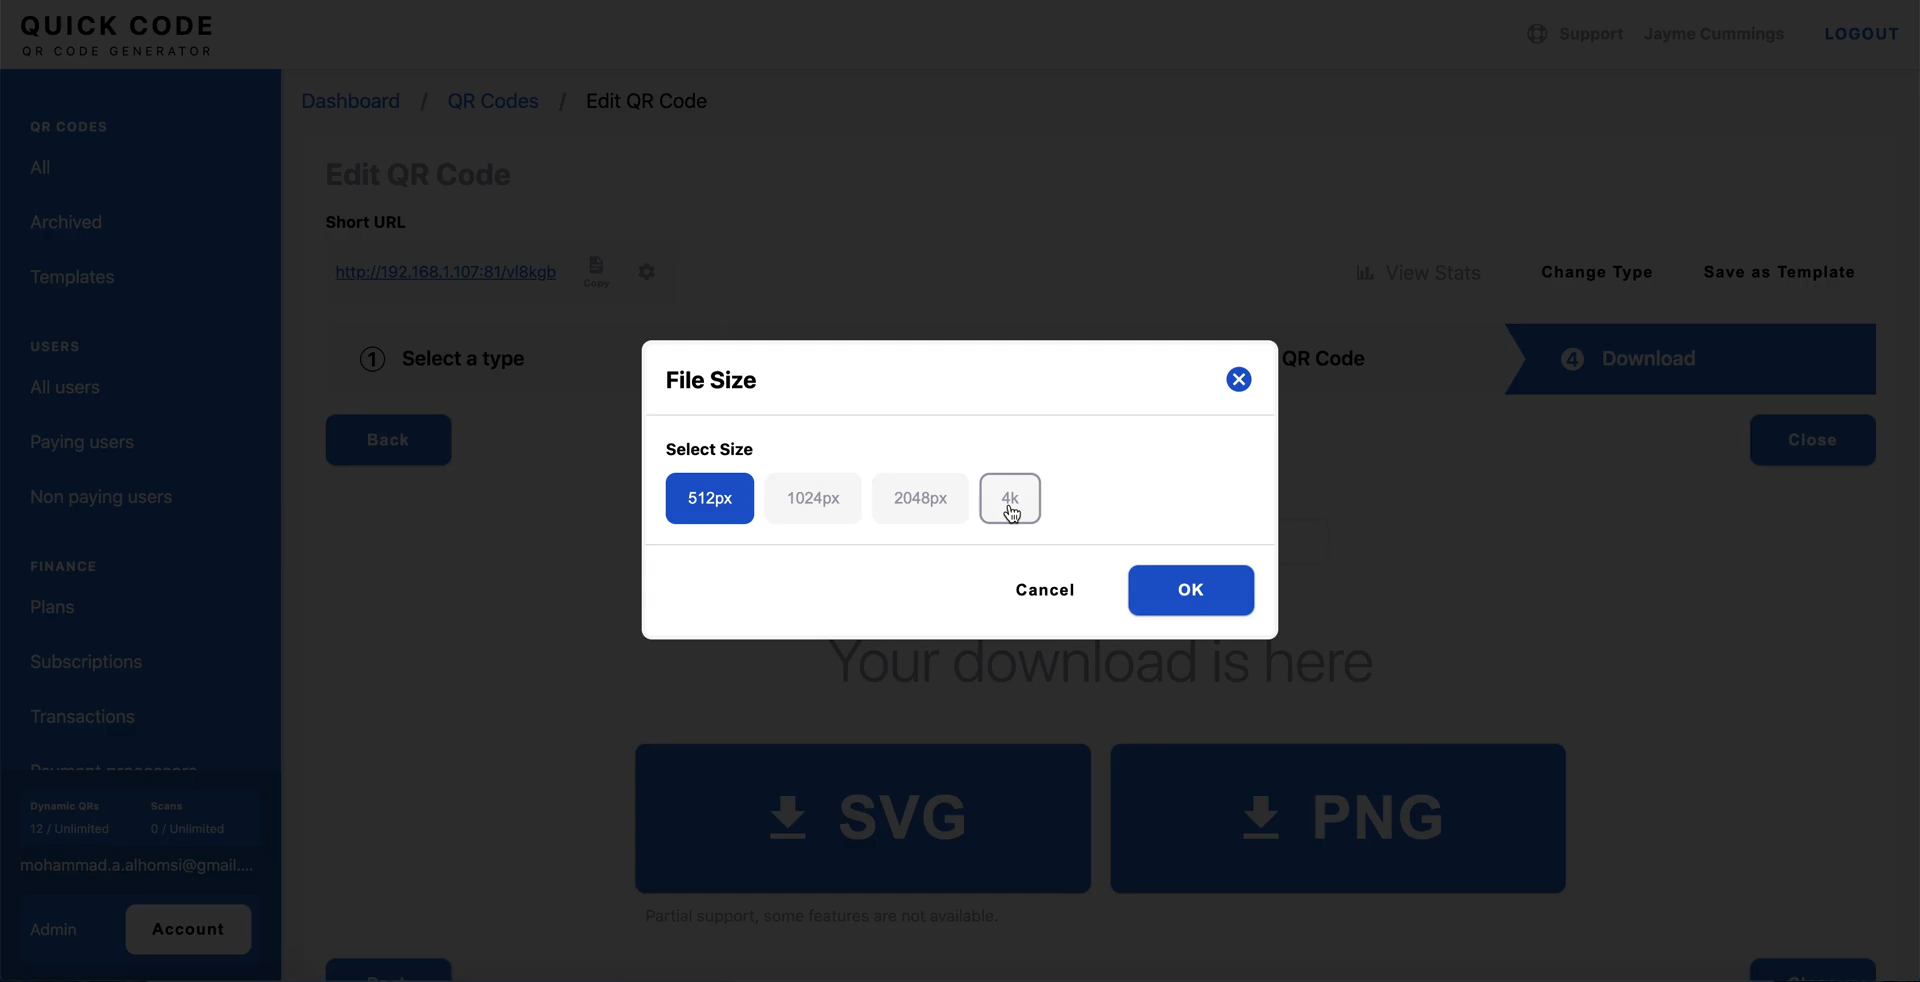 QUICK CODE
QR CODE GENERATOR
Support Jayme Cummings LOGOUT
Dashboard / QR Codes / Edit QR Code
QR CODES
All
Archived
Templates
USERS
All users
Paying users
Non paying users
FINANCE
Plans
Subscriptions
Transactions
Payment processors
Dynamic QRs Scans
12 / Unlimited 0 / Unlimited
mohammad.a.alhomsi@gmail....
Admin Account
Edit QR Code
Short URL
http://192.168.1.107:81/vl8kgb Copy
View Stats Change Type Save as Template
1 Select a type QR Code 4 Download
Back Close
File Size
Select Size
512px 1024px 2048px 4k
Cancel OK
Your download is here
SVG PNG
Partial support, some features are not available.
Back Close